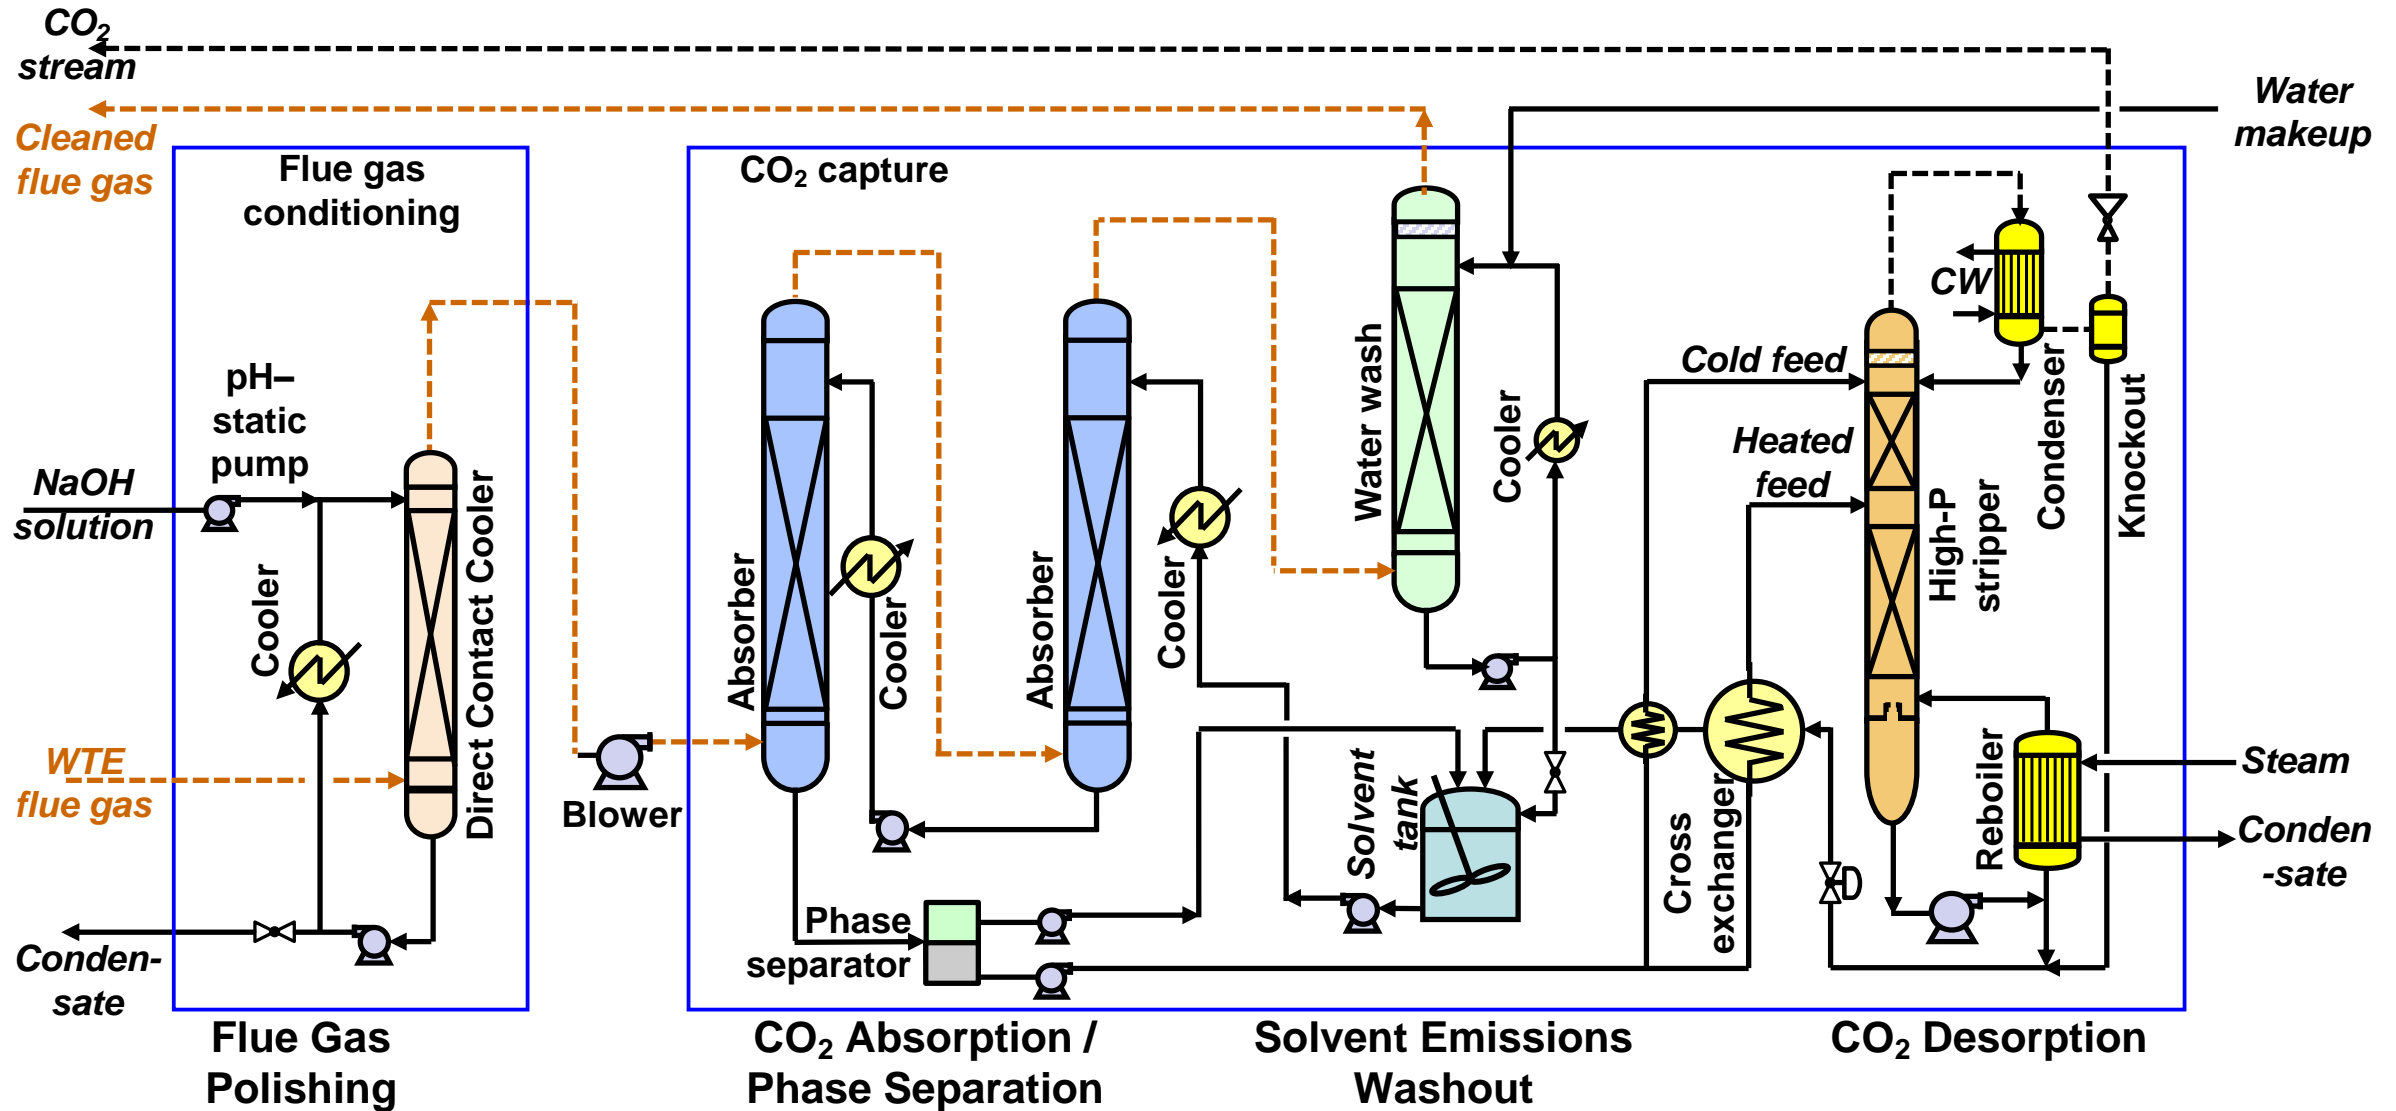 CO₂
stream
Cleaned
flue gas
Water
makeup
Flue gas
conditioning
CO₂ capture
pH–
static
pump
NaOH
solution
Cooler
Direct Contact Cooler
WTE
flue gas
Conden-
sate
Blower
Absorber
Cooler
Absorber
Cooler
Phase
separator
Water wash
Cooler
Solvent
tank
Cold feed
Heated
feed
Cross
exchanger
CW
High-P
stripper
Condenser
Knockout
Reboiler
Steam
Conden
-sate
Flue Gas
Polishing
CO₂ Absorption /
Phase Separation
Solvent Emissions
Washout
CO₂ Desorption